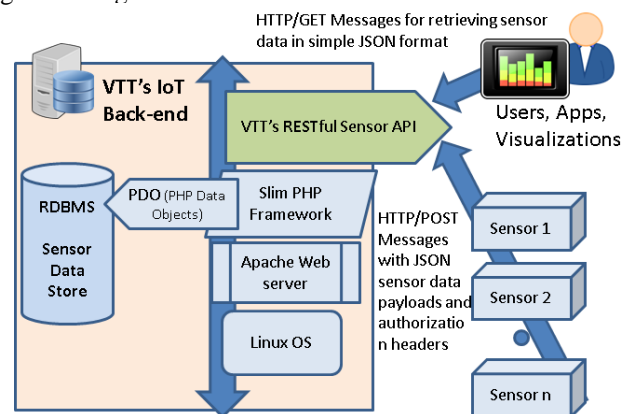 HTTP/GET Messages for retrieving sensor
data in simple JSON format
VTT's IoT
Back-end
VTT's RESTful Sensor API
Users, Apps,
Visualizations
PDO (PHP Data
Objects)
Slim PHP
Framework
RDBMS
Sensor
Data
Store
Apache Web
server
Linux OS
HTTP/POST
Messages
with JSON
sensor data
payloads and
authorizatio
n headers
Sensor 1
Sensor 2
Sensor n